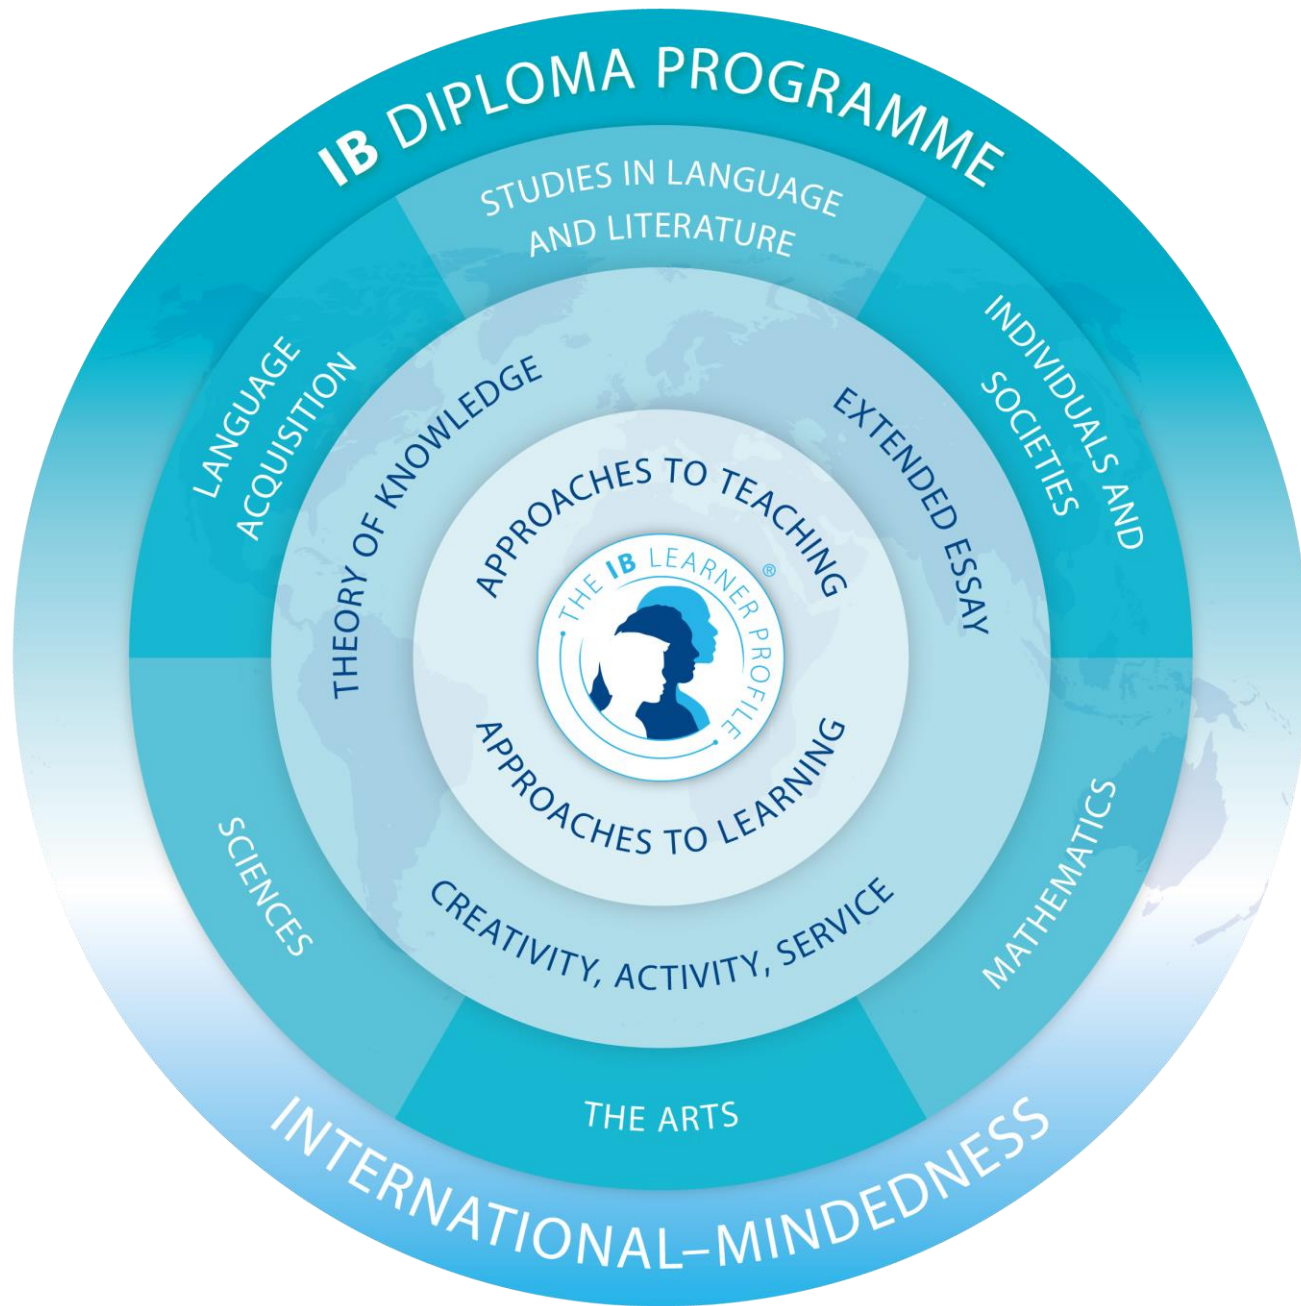 IB DIPLOMA PROGRAMME
STUDIES IN LANGUAGE
AND LITERATURE
LANGUAGE
ACQUISITION
INDIVIDUALS AND
SOCIETIES
THEORY OF KNOWLEDGE
EXTENDED ESSAY
APPROACHES TO TEACHING
THE IB LEARNER PROFILE
®
APPROACHES TO LEARNING
CREATIVITY, ACTIVITY, SERVICE
SCIENCES
MATHEMATICS
THE ARTS
INTERNATIONAL–MINDEDNESS